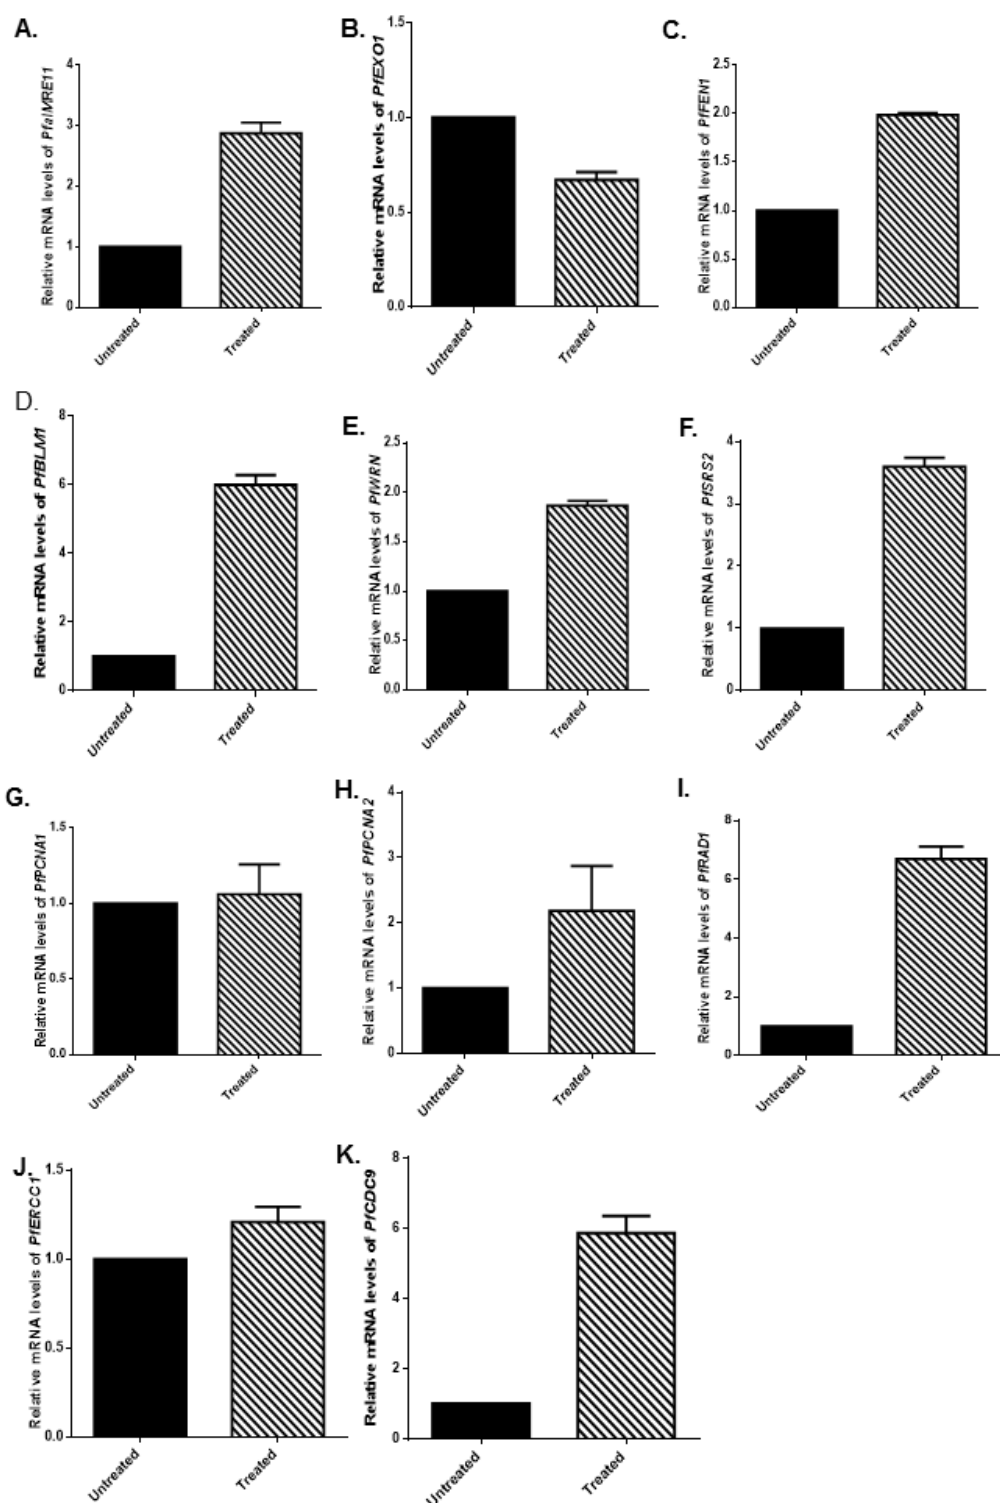 A.
Relative mRNA levels of PfalMRE11
4
3
2
1
0
Untreated
Treated
B.
Relative mRNA levels of PfEXO1
1.5
1.0
0.5
0.0
Untreated
Treated
C.
Relative mRNA levels of PfFEN1
2.5
2.0
1.5
1.0
0.5
0.0
Untreated
Treated
D.
Relative mRNA levels of PfBLM1
8
6
4
2
0
Untreated
Treated
E.
Relative mRNA levels of PfWRN
2.5
2.0
1.5
1.0
0.5
0.0
Untreated
Treated
F.
Relative mRNA levels of PfSRS2
4
3
2
1
0
Untreated
Treated
G.
Relative mRNA levels of PfPCNA1
1.5
1.0
0.5
0.0
Untreated
Treated
H.
Relative mRNA levels of PfPCNA2
4
3
2
1
0
Untreated
Treated
I.
Relative mRNA levels of PfRAD1
8
6
4
2
0
Untreated
Treated
J.
Relative mRNA levels of PfERCC1
1.5
1.0
0.5
0.0
Untreated
Treated
K.
Relative mRNA levels of PfCDC9
8
6
4
2
0
Untreated
Treated